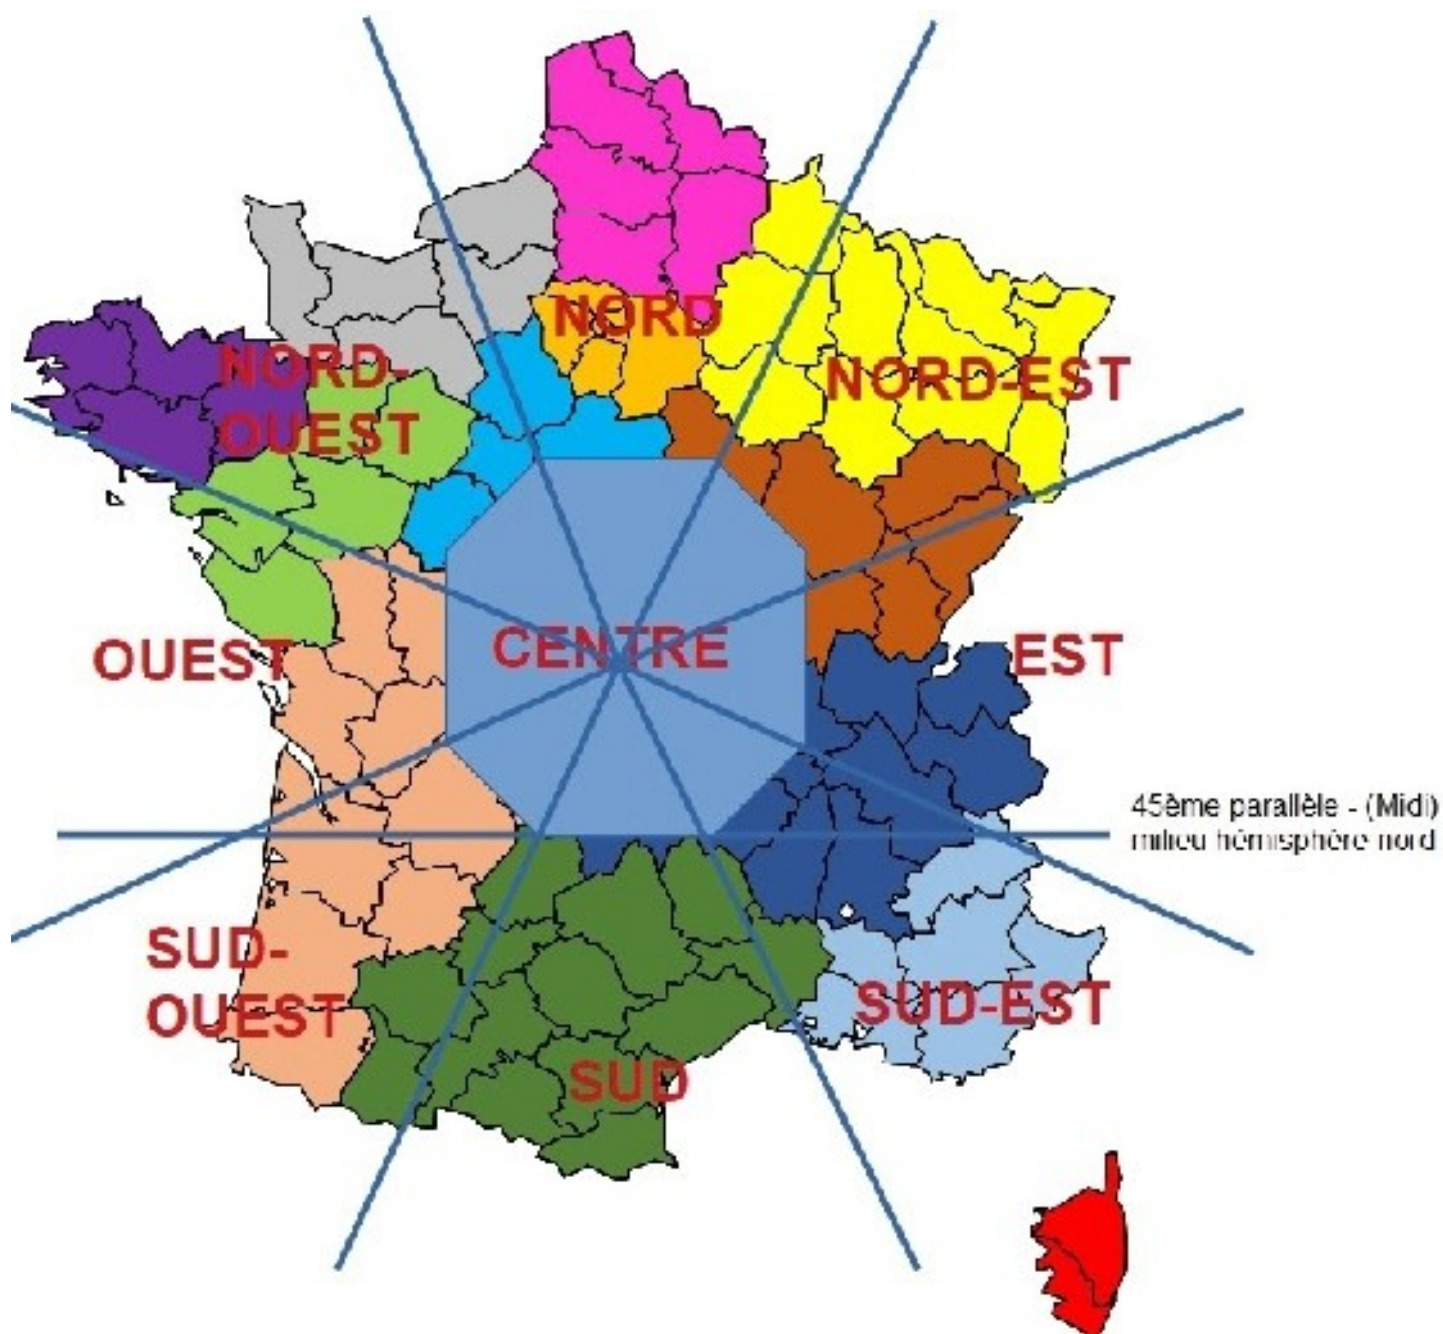 NORD
NORD-
OUEST
NORD-EST
OUEST
CENTRE
EST
45ème parallèle - (Midi)
milieu hémisphère nord
SUD-
OUEST
SUD-EST
SUD